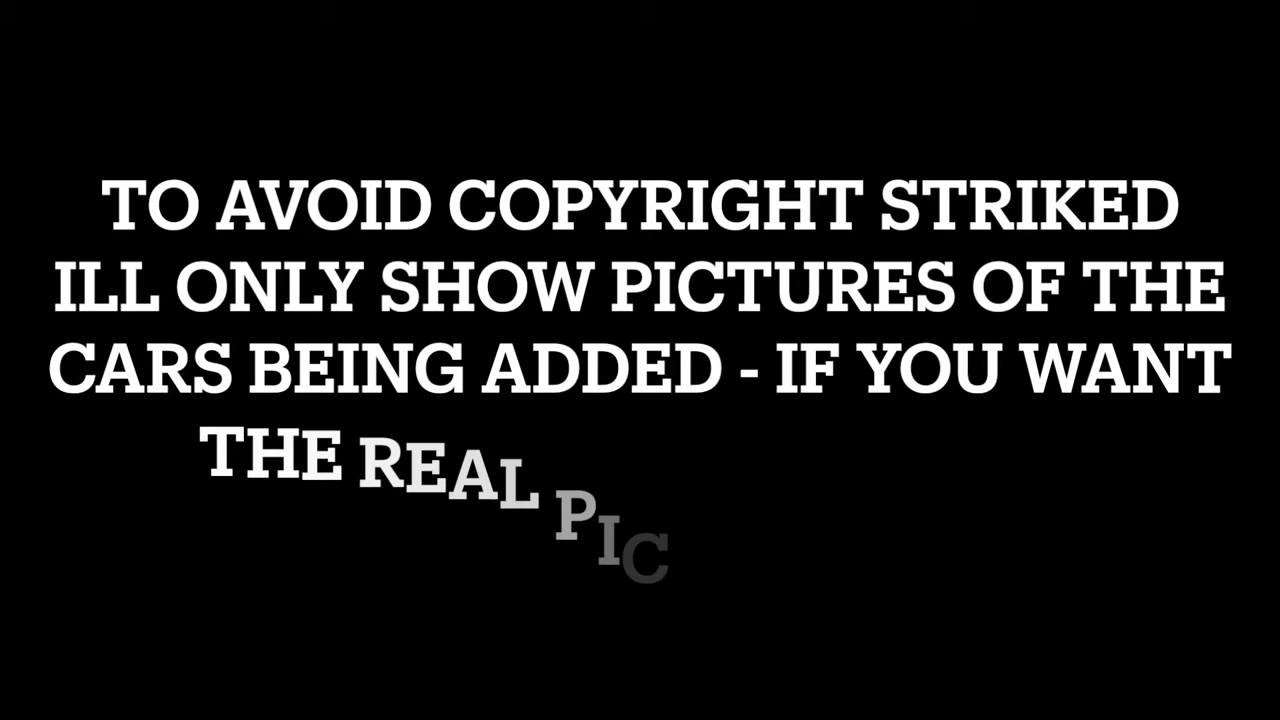 TO AVOID COPYRIGHT STRIKED
ILL ONLY SHOW PICTURES OF THE
CARS BEING ADDED - IF YOU WANT
THE REAL PIC